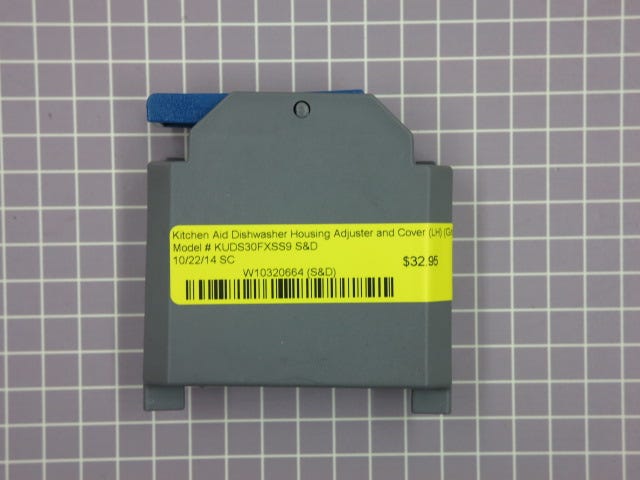 Kitchen Aid Dishwasher Housing Adjuster and Cover (LH)
Model # KUDS30FXSS9 S&D
10/22/14 SC
$32.95
W10320664 (S&D)